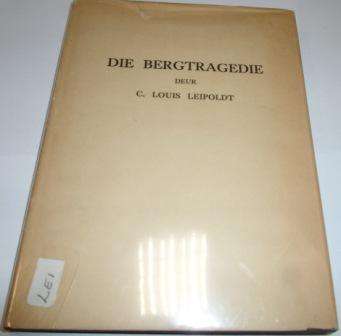 DIE BERGTRAGEDIE
DEUR
C. LOUIS LEIPOLDT
LEI